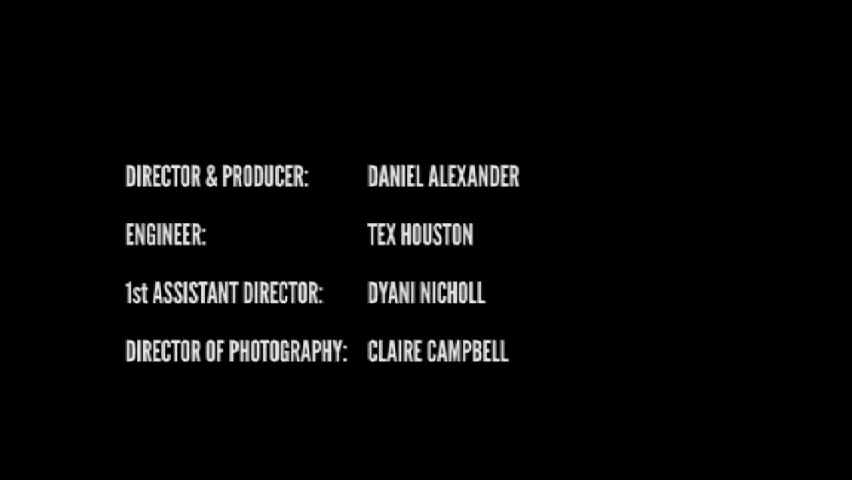 DIRECTOR & PRODUCER: DANIEL ALEXANDER
ENGINEER: TEX HOUSTON
1st ASSISTANT DIRECTOR: DYANI NICHOLL
DIRECTOR OF PHOTOGRAPHY: CLAIRE CAMPBELL